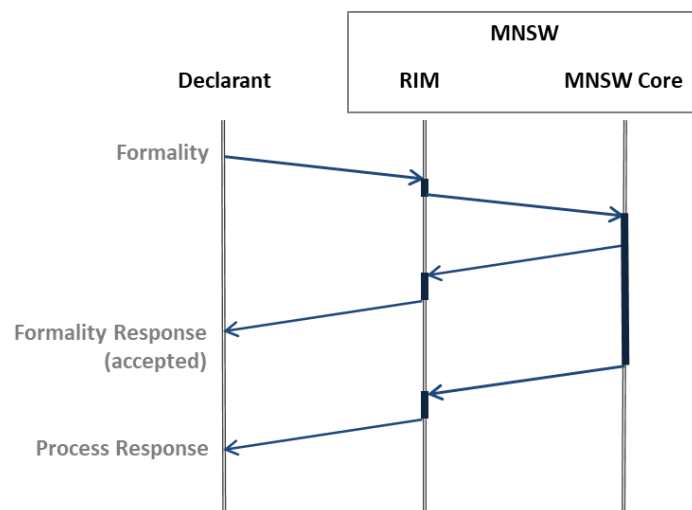 MNSW
Declarant
RIM
MNSW Core
Formality
Formality Response
(accepted)
Process Response